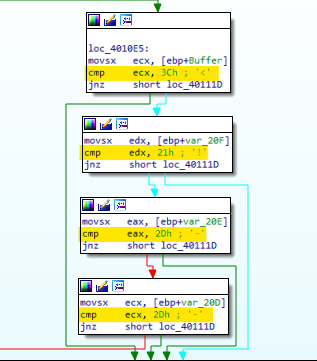 loc_4010E5:
movsx ecx, [ebp+Buffer]
cmp ecx, 3Ch ; '<'
jnz short loc_40111D
movsx edx, [ebp+var_20F]
cmp edx, 21h ; '!'
jnz short loc_40111D
movsx eax, [ebp+var_20E]
cmp eax, 2Dh ; '-'
jnz short loc_40111D
movsx ecx, [ebp+var_20D]
cmp ecx, 2Dh ; '-'
jnz short loc_40111D